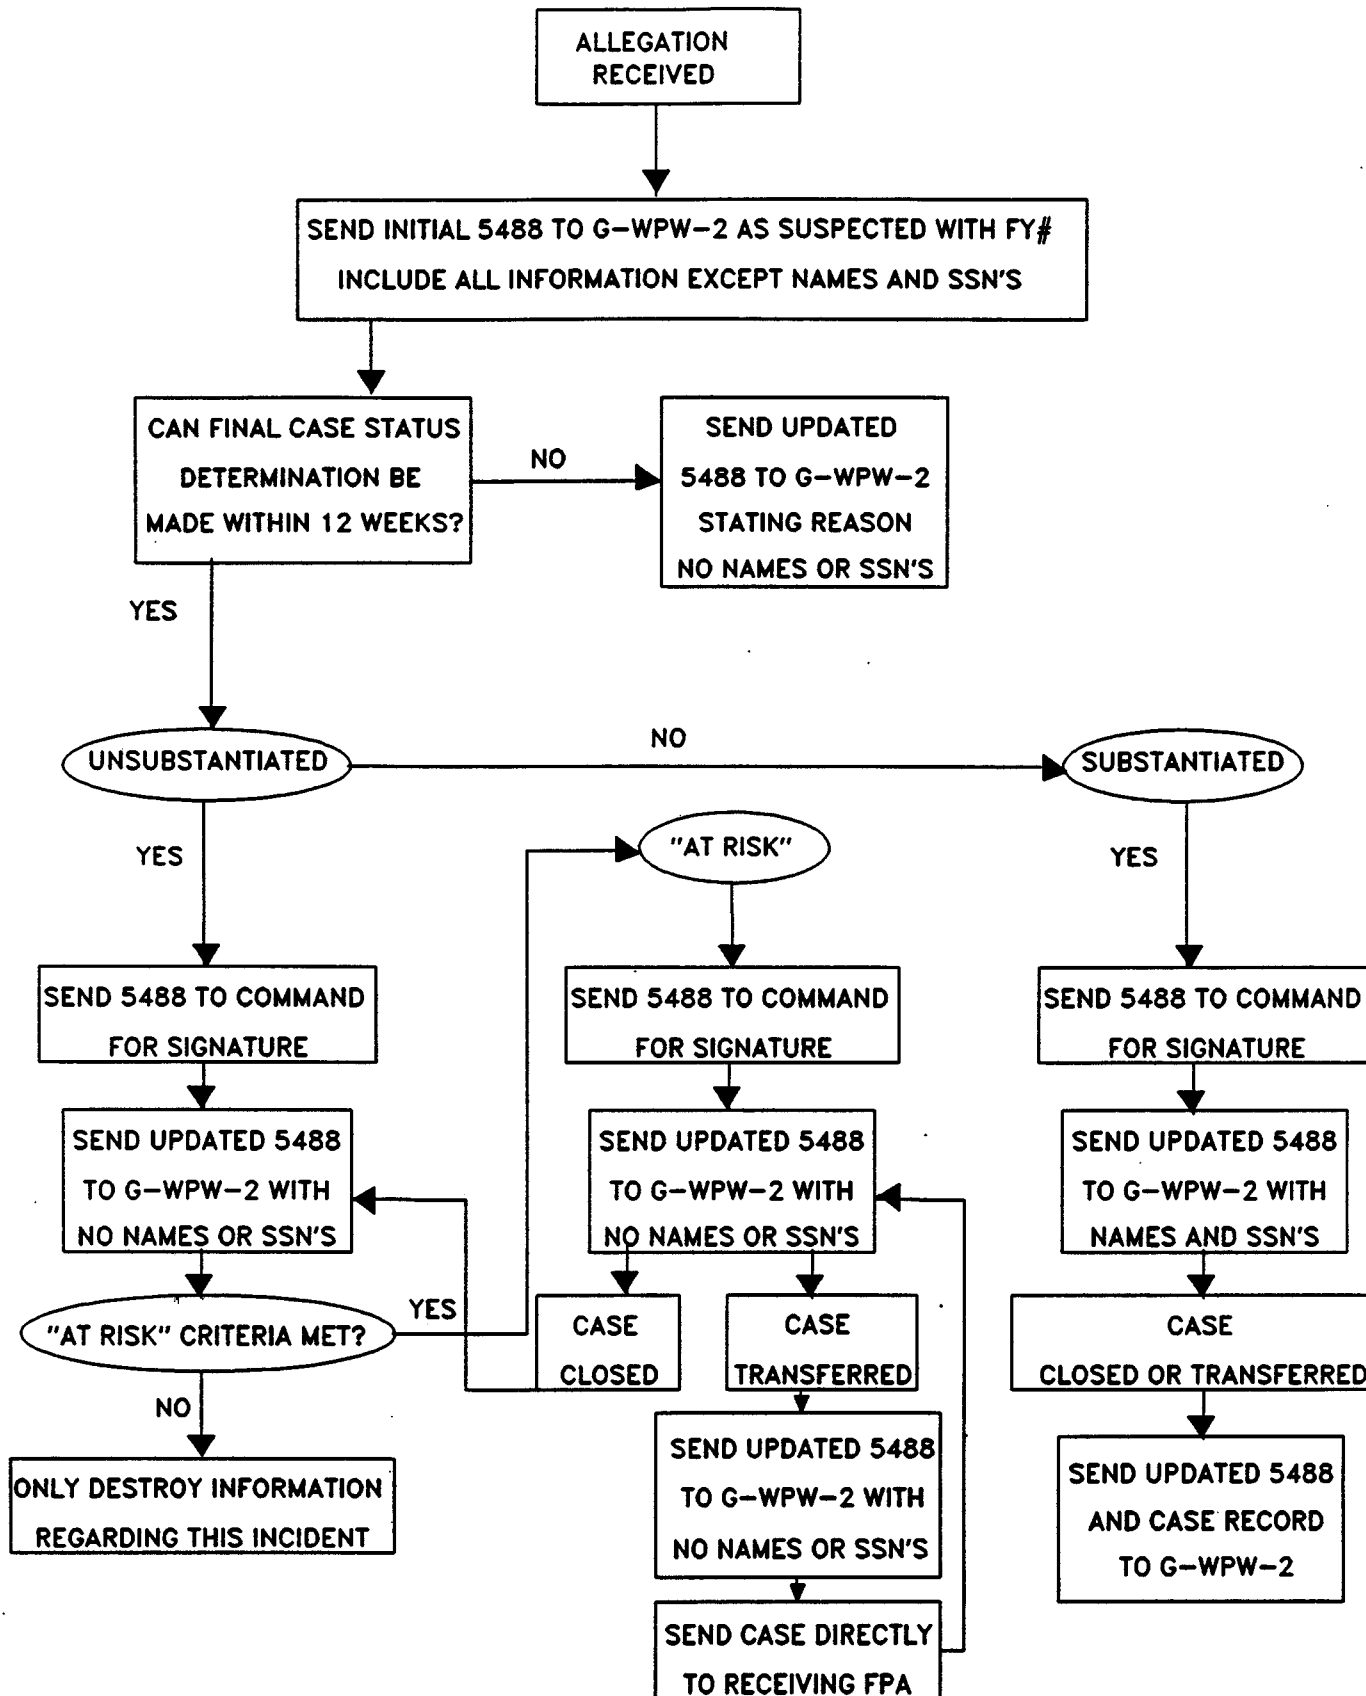 ALLEGATION
RECEIVED
SEND INITIAL 5488 TO G-WPW-2 AS SUSPECTED WITH FY#
INCLUDE ALL INFORMATION EXCEPT NAMES AND SSN'S
CAN FINAL CASE STATUS
DETERMINATION BE
MADE WITHIN 12 WEEKS?
NO
SEND UPDATED
5488 TO G-WPW-2
STATING REASON
NO NAMES OR SSN'S
YES
UNSUBSTANTIATED
NO
SUBSTANTIATED
YES
"AT RISK"
YES
SEND 5488 TO COMMAND
FOR SIGNATURE
SEND 5488 TO COMMAND
FOR SIGNATURE
SEND 5488 TO COMMAND
FOR SIGNATURE
SEND UPDATED 5488
TO G-WPW-2 WITH
NO NAMES OR SSN'S
SEND UPDATED 5488
TO G-WPW-2 WITH
NO NAMES OR SSN'S
SEND UPDATED 5488
TO G-WPW-2 WITH
NAMES AND SSN'S
"AT RISK" CRITERIA MET?
YES
CASE
CLOSED
CASE
TRANSFERRED
CASE
CLOSED OR TRANSFERRED
NO
ONLY DESTROY INFORMATION
REGARDING THIS INCIDENT
SEND UPDATED 5488
TO G-WPW-2 WITH
NO NAMES OR SSN'S
SEND UPDATED 5488
AND CASE RECORD
TO G-WPW-2
SEND CASE DIRECTLY
TO RECEIVING FPA